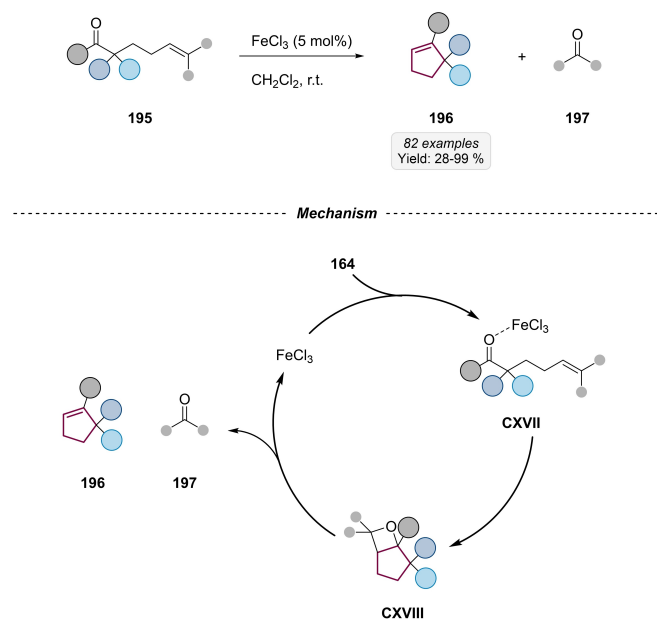 O
FeCl3 (5 mol%)
CH2Cl2, r.t.
+
O
195
196
197
82 examples
Yield: 28-99 %
Mechanism
164
FeCl3
O
FeCl3
CXVII
O
196
197
O
CXVIII